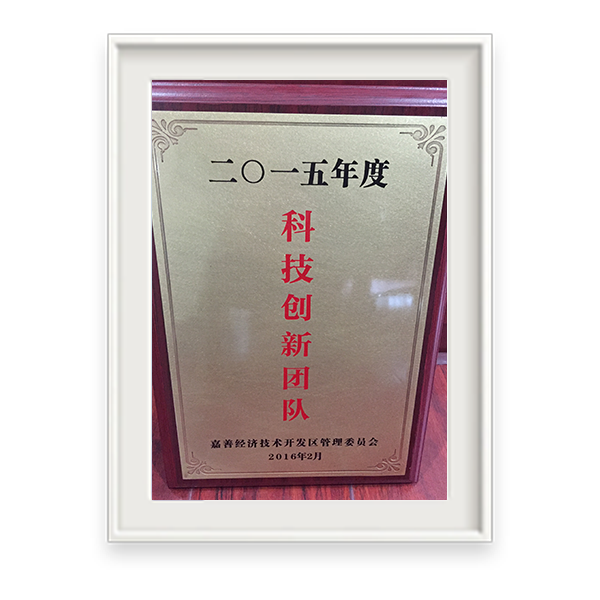 二〇一五年度
科技创新团队
嘉善经济技术开发区管理委员会
2016年2月